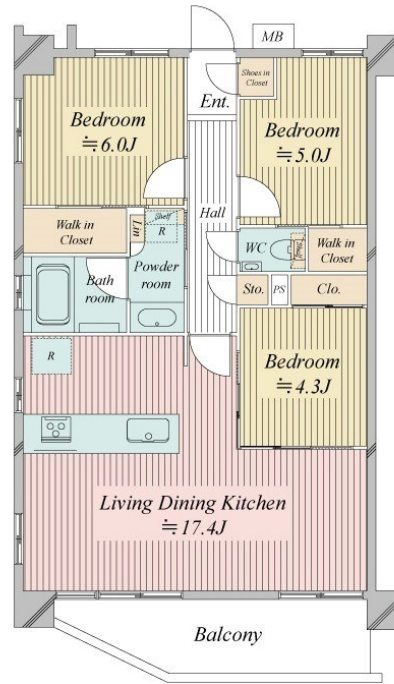 MB
Shoes in
Closet
Ent.
Bedroom
≒6.0J
Bedroom
≒5.0J
Hall
Shelf
R
Lin
Walk in
Closet
WC
Shelf
Walk in
Closet
Bath
room
Powder
room
Sto.
PS
Clo.
R
Bedroom
≒4.3J
Living Dining Kitchen
≒17.4J
Balcony